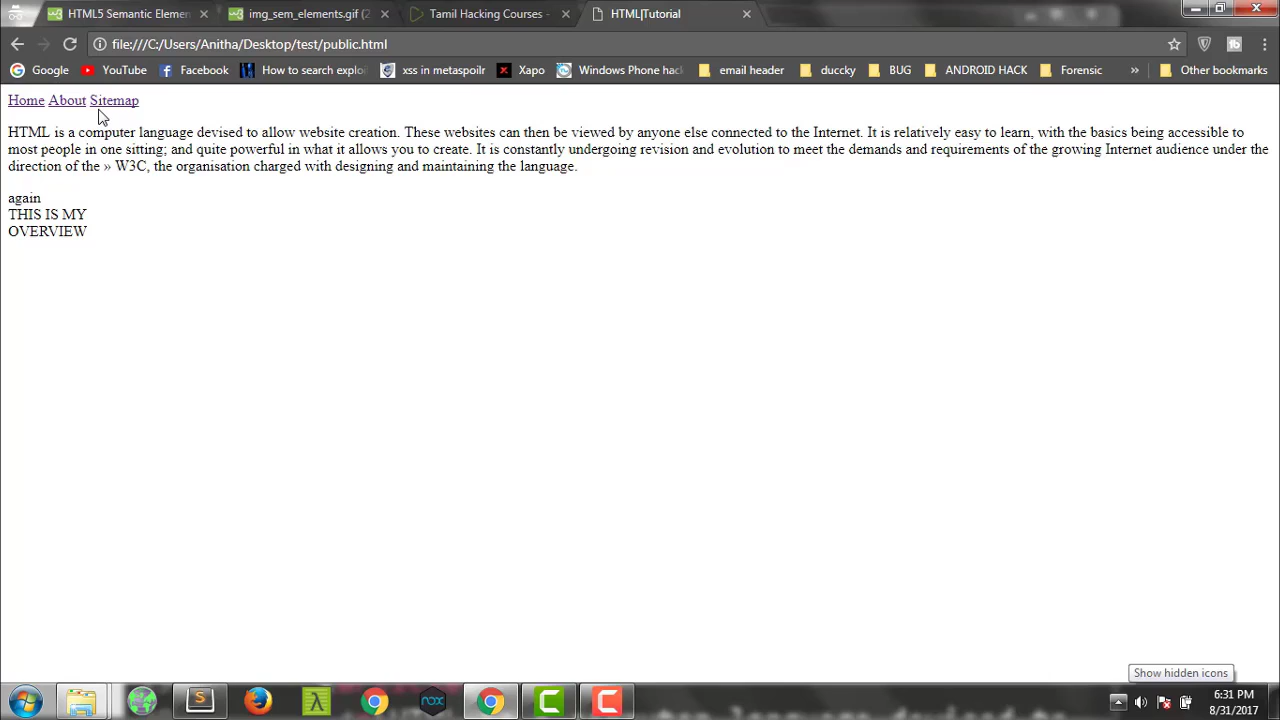 HTML5 Semantic Elemen
img_sem_elements.gif (2
Tamil Hacking Courses -
HTML|Tutorial
file:///C:/Users/Anitha/Desktop/test/public.html
Google YouTube Facebook How to search exploi xss in metaspoilr Xapo Windows Phone hack email header duccky BUG ANDROID HACK Forensic » Other bookmarks
Home About Sitemap
HTML is a computer language devised to allow website creation. These websites can then be viewed by anyone else connected to the Internet. It is relatively easy to learn, with the basics being accessible to
most people in one sitting; and quite powerful in what it allows you to create. It is constantly undergoing revision and evolution to meet the demands and requirements of the growing Internet audience under the
direction of the » W3C, the organisation charged with designing and maintaining the language.
again
THIS IS MY
OVERVIEW
Show hidden icons
nox
6:31 PM
8/31/2017